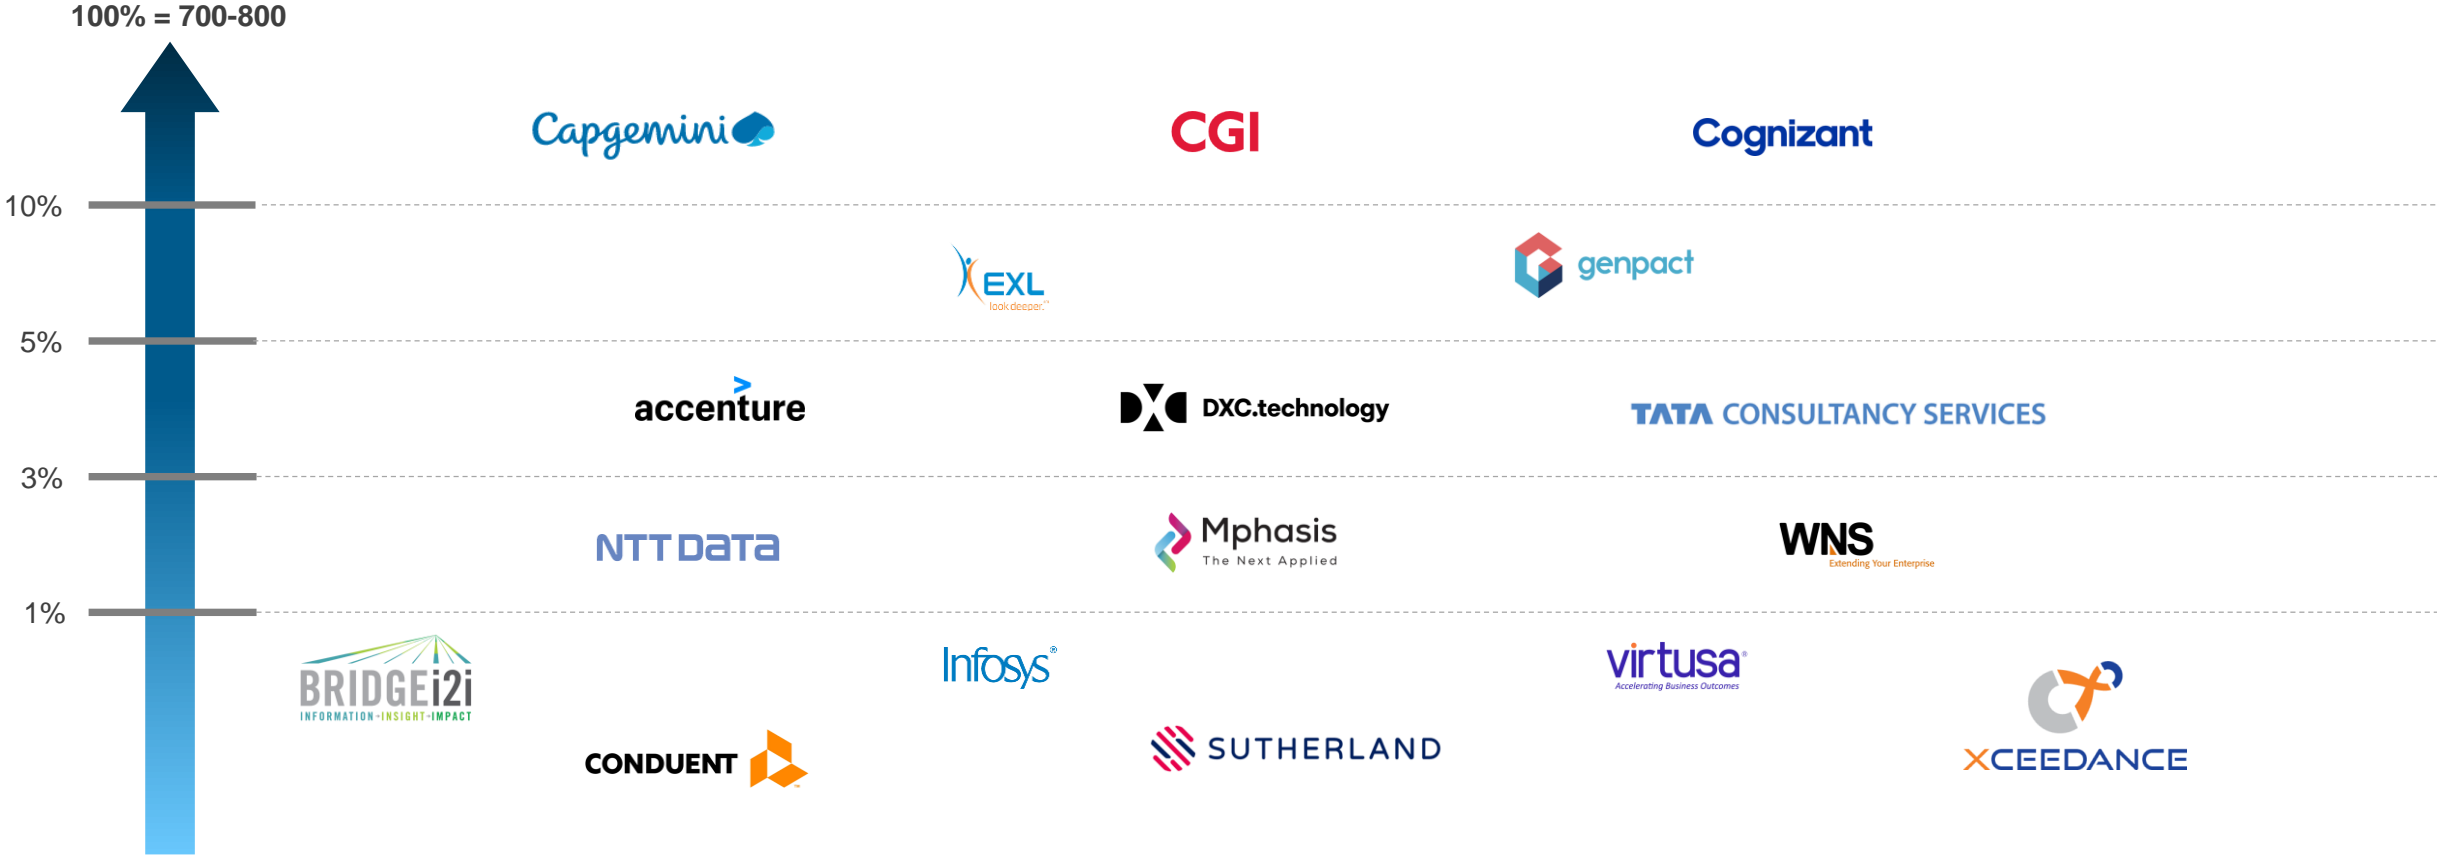 100% = 700-800
Capgemini
CGI
Cognizant
10%
EXL
look deeper.™
genpact
5%
accenture
DXC.technology
TATA CONSULTANCY SERVICES
3%
NTT DATA
Mphasis
The Next Applied
WNS
Extending Your Enterprise
1%
BRIDGEi2i
INFORMATION•INSIGHT•IMPACT
Infosys®
virtusa®
Accelerating Business Outcomes
CONDUENT™
SUTHERLAND
XCEEDANCE